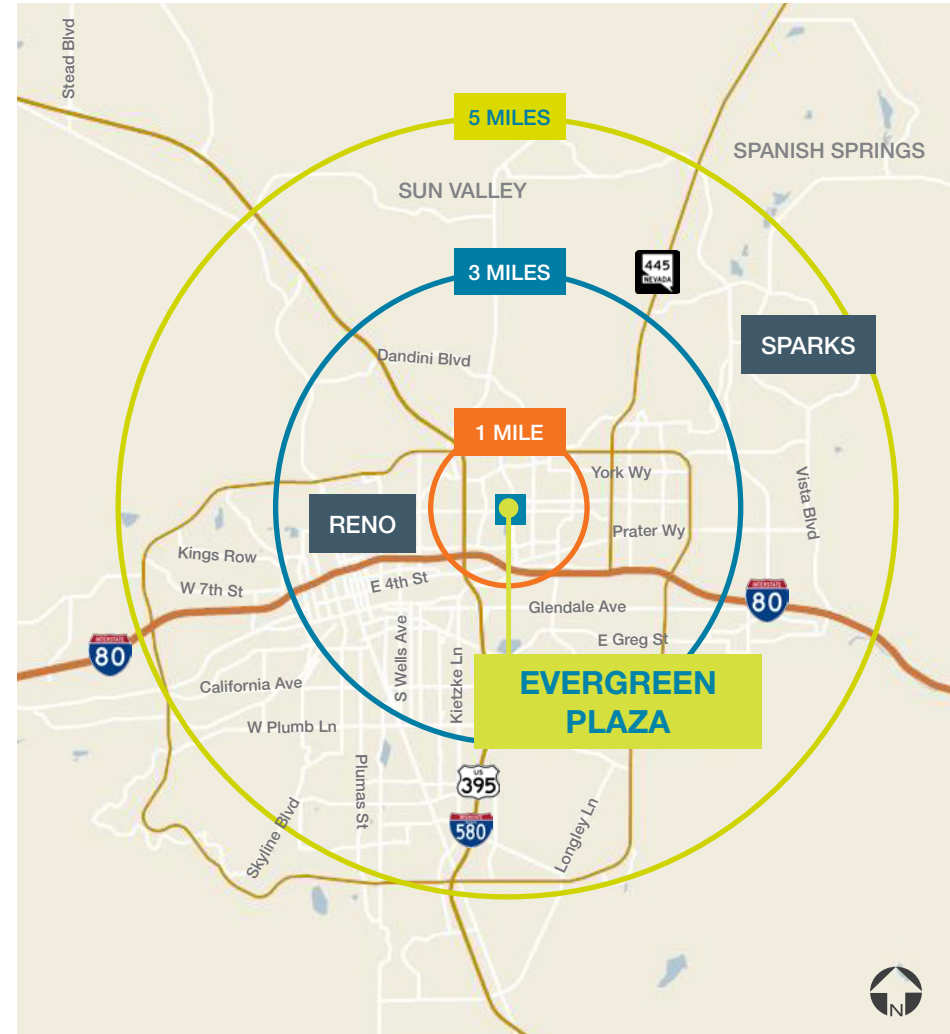 Stead Blvd
5 MILES
SPANISH SPRINGS
SUN VALLEY
3 MILES
445
NEVADA
SPARKS
Dandini Blvd
1 MILE
York Wy
Vista Blvd
RENO
Prater Wy
Kings Row
E 4th St
W 7th St
INTERSTATE
80
Glendale Ave
E Greg St
INTERSTATE
80
S Wells Ave
Kietzke Ln
EVERGREEN
PLAZA
California Ave
W Plumb Ln
Plumas St
US
395
INTERSTATE
580
Skyline Blvd
Longley Ln
N